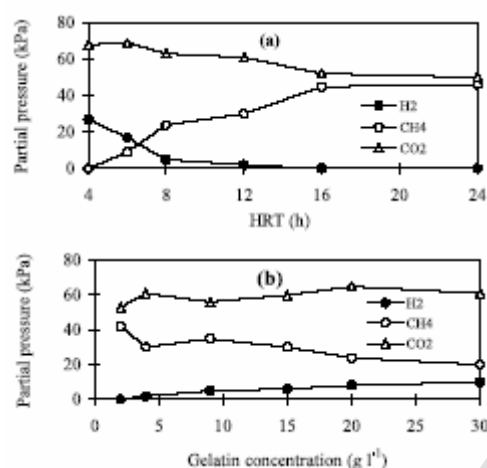 (a)
Partial pressure (kPa)
80
60
40
20
0
H2
CH4
CO2
4 8 12 16 20 24
HRT (h)
(b)
Partial pressure (kPa)
80
60
40
20
0
H2
CH4
CO2
0 5 10 15 20 25 30
Gelatin concentration (g l⁻¹)